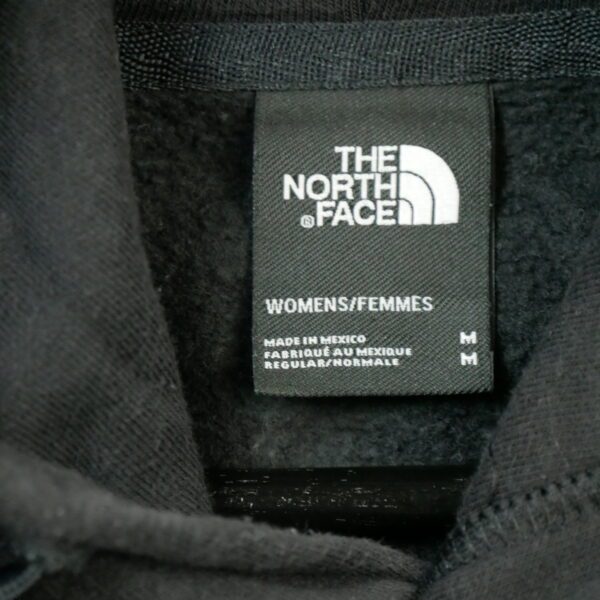 THE
NORTH
® FACE
WOMENS/FEMMES
MADE IN MEXICO M
FABRIQUÉ AU MEXIQUE M
REGULAR/NORMALE